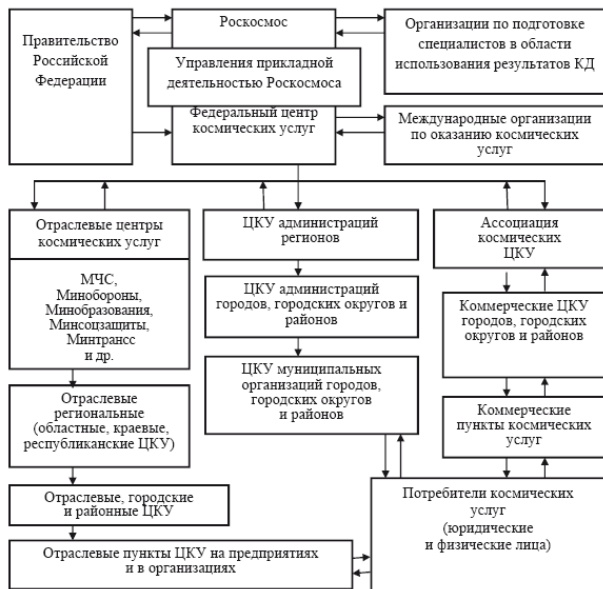 Правительство
Российской
Федерации
Роскосмос
Управления прикладной
деятельностью Роскосмоса
Федеральный центр
космических услуг
Организации по подготовке
специалистов в области
использования результатов КД
Международные организации
по оказанию космических
услуг
Отраслевые центры
космических услуг
МЧС,
Минобороны,
Минобразования,
Минсоцзащиты,
Минтрансс
и др.
Отраслевые
региональные
(областные, краевые,
республиканские ЦКУ)
Отраслевые, городские
и районные ЦКУ
Отраслевые пункты ЦКУ на предприятиях
и в организациях
ЦКУ администраций
регионов
ЦКУ администраций
городов, городских округов и
районов
ЦКУ муниципальных
организаций городов,
городских округов
и районов
Ассоциация
космических
ЦКУ
Коммерческие ЦКУ
городов, городских
округов и районов
Коммерческие
пункты космических
услуг
Потребители космических
услуг
(юридические
и физические лица)